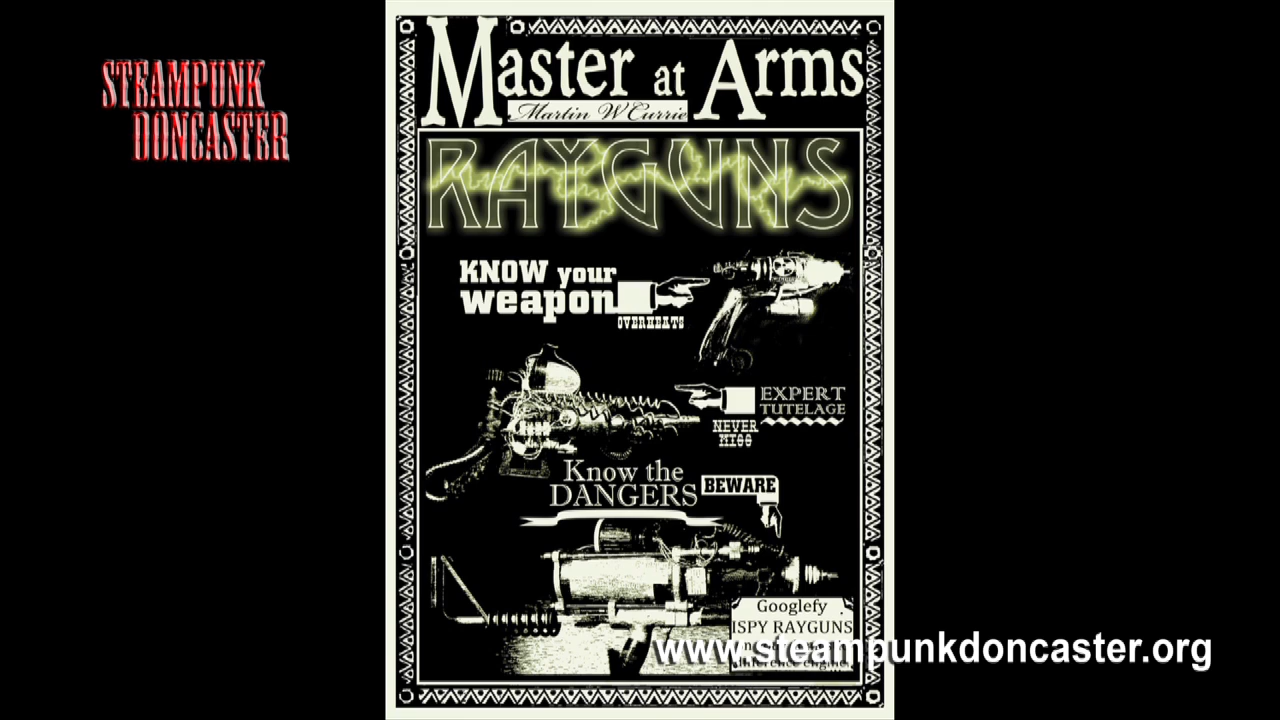 STEAMPUNK
DONCASTER
Master at Arms
Martin W Currie
RAYGUNS
KNOW your
weapon
OVERHEATS
EXPERT
TUTELAGE
NEVER
MISS
Know the
DANGERS
BEWARE
Googlefy
ISPY RAYGUNS
www.steampunkdoncaster.org